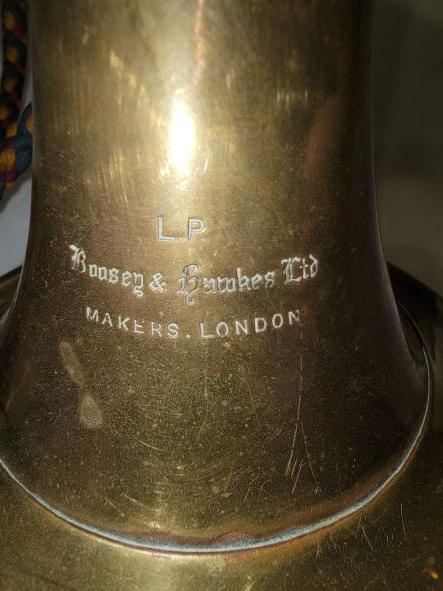 L.P.
Boosey & Hawkes Ltd
MAKERS. LONDON